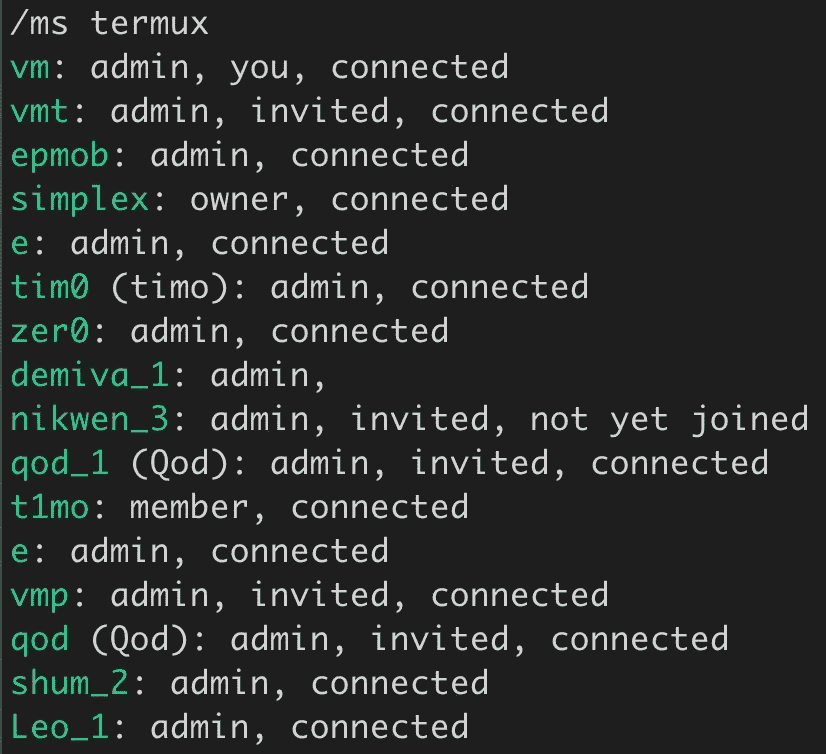 /ms termux
vm: admin, you, connected
vmt: admin, invited, connected
epmob: admin, connected
simplex: owner, connected
e: admin, connected
tim0 (timo): admin, connected
zer0: admin, connected
demiva_1: admin,
nikwen_3: admin, invited, not yet joined
qod_1 (Qod): admin, invited, connected
t1mo: member, connected
e: admin, connected
vmp: admin, invited, connected
qod (Qod): admin, invited, connected
shum_2: admin, connected
Leo_1: admin, connected